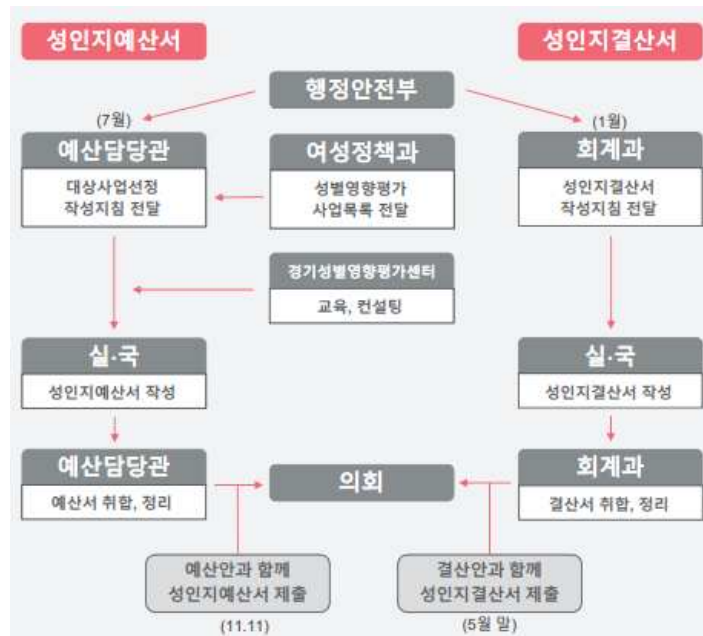 성인지예산서
성인지결산서
행정안전부
(7월)
(1월)
예산담당관
여성정책과
회계과
대상사업선정
작성지침 전달
성별영향평가
사업목록 전달
성인지결산서
작성지침 전달
경기성별영향평가센터
교육, 컨설팅
실·국
실·국
성인지예산서 작성
성인지결산서 작성
예산담당관
의회
회계과
예산서 취합, 정리
결산서 취합, 정리
예산안과 함께
성인지예산서 제출
결산안과 함께
성인지결산서 제출
(11.11)
(5월 말)